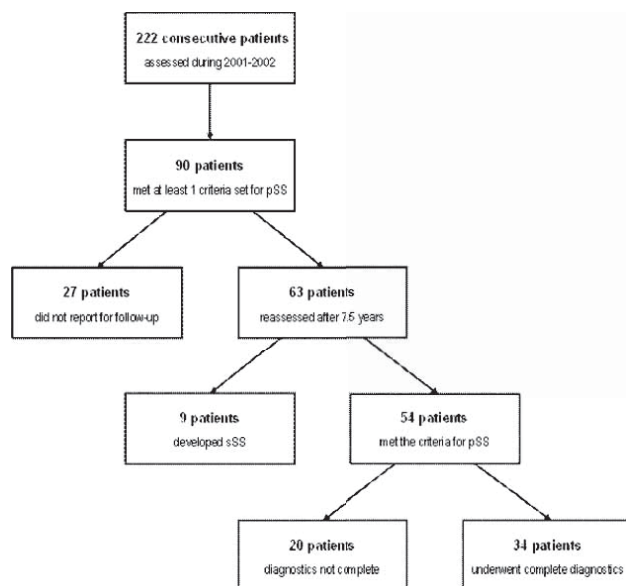 222 consecutive patients
assessed during 2001-2002
90 patients
met at least 1 criteria set for pSS
27 patients
did not report for follow-up
63 patients
reassessed after 7.5 years
9 patients
developed sSS
54 patients
met the criteria for pSS
20 patients
diagnostics not complete
34 patients
underwent complete diagnostics